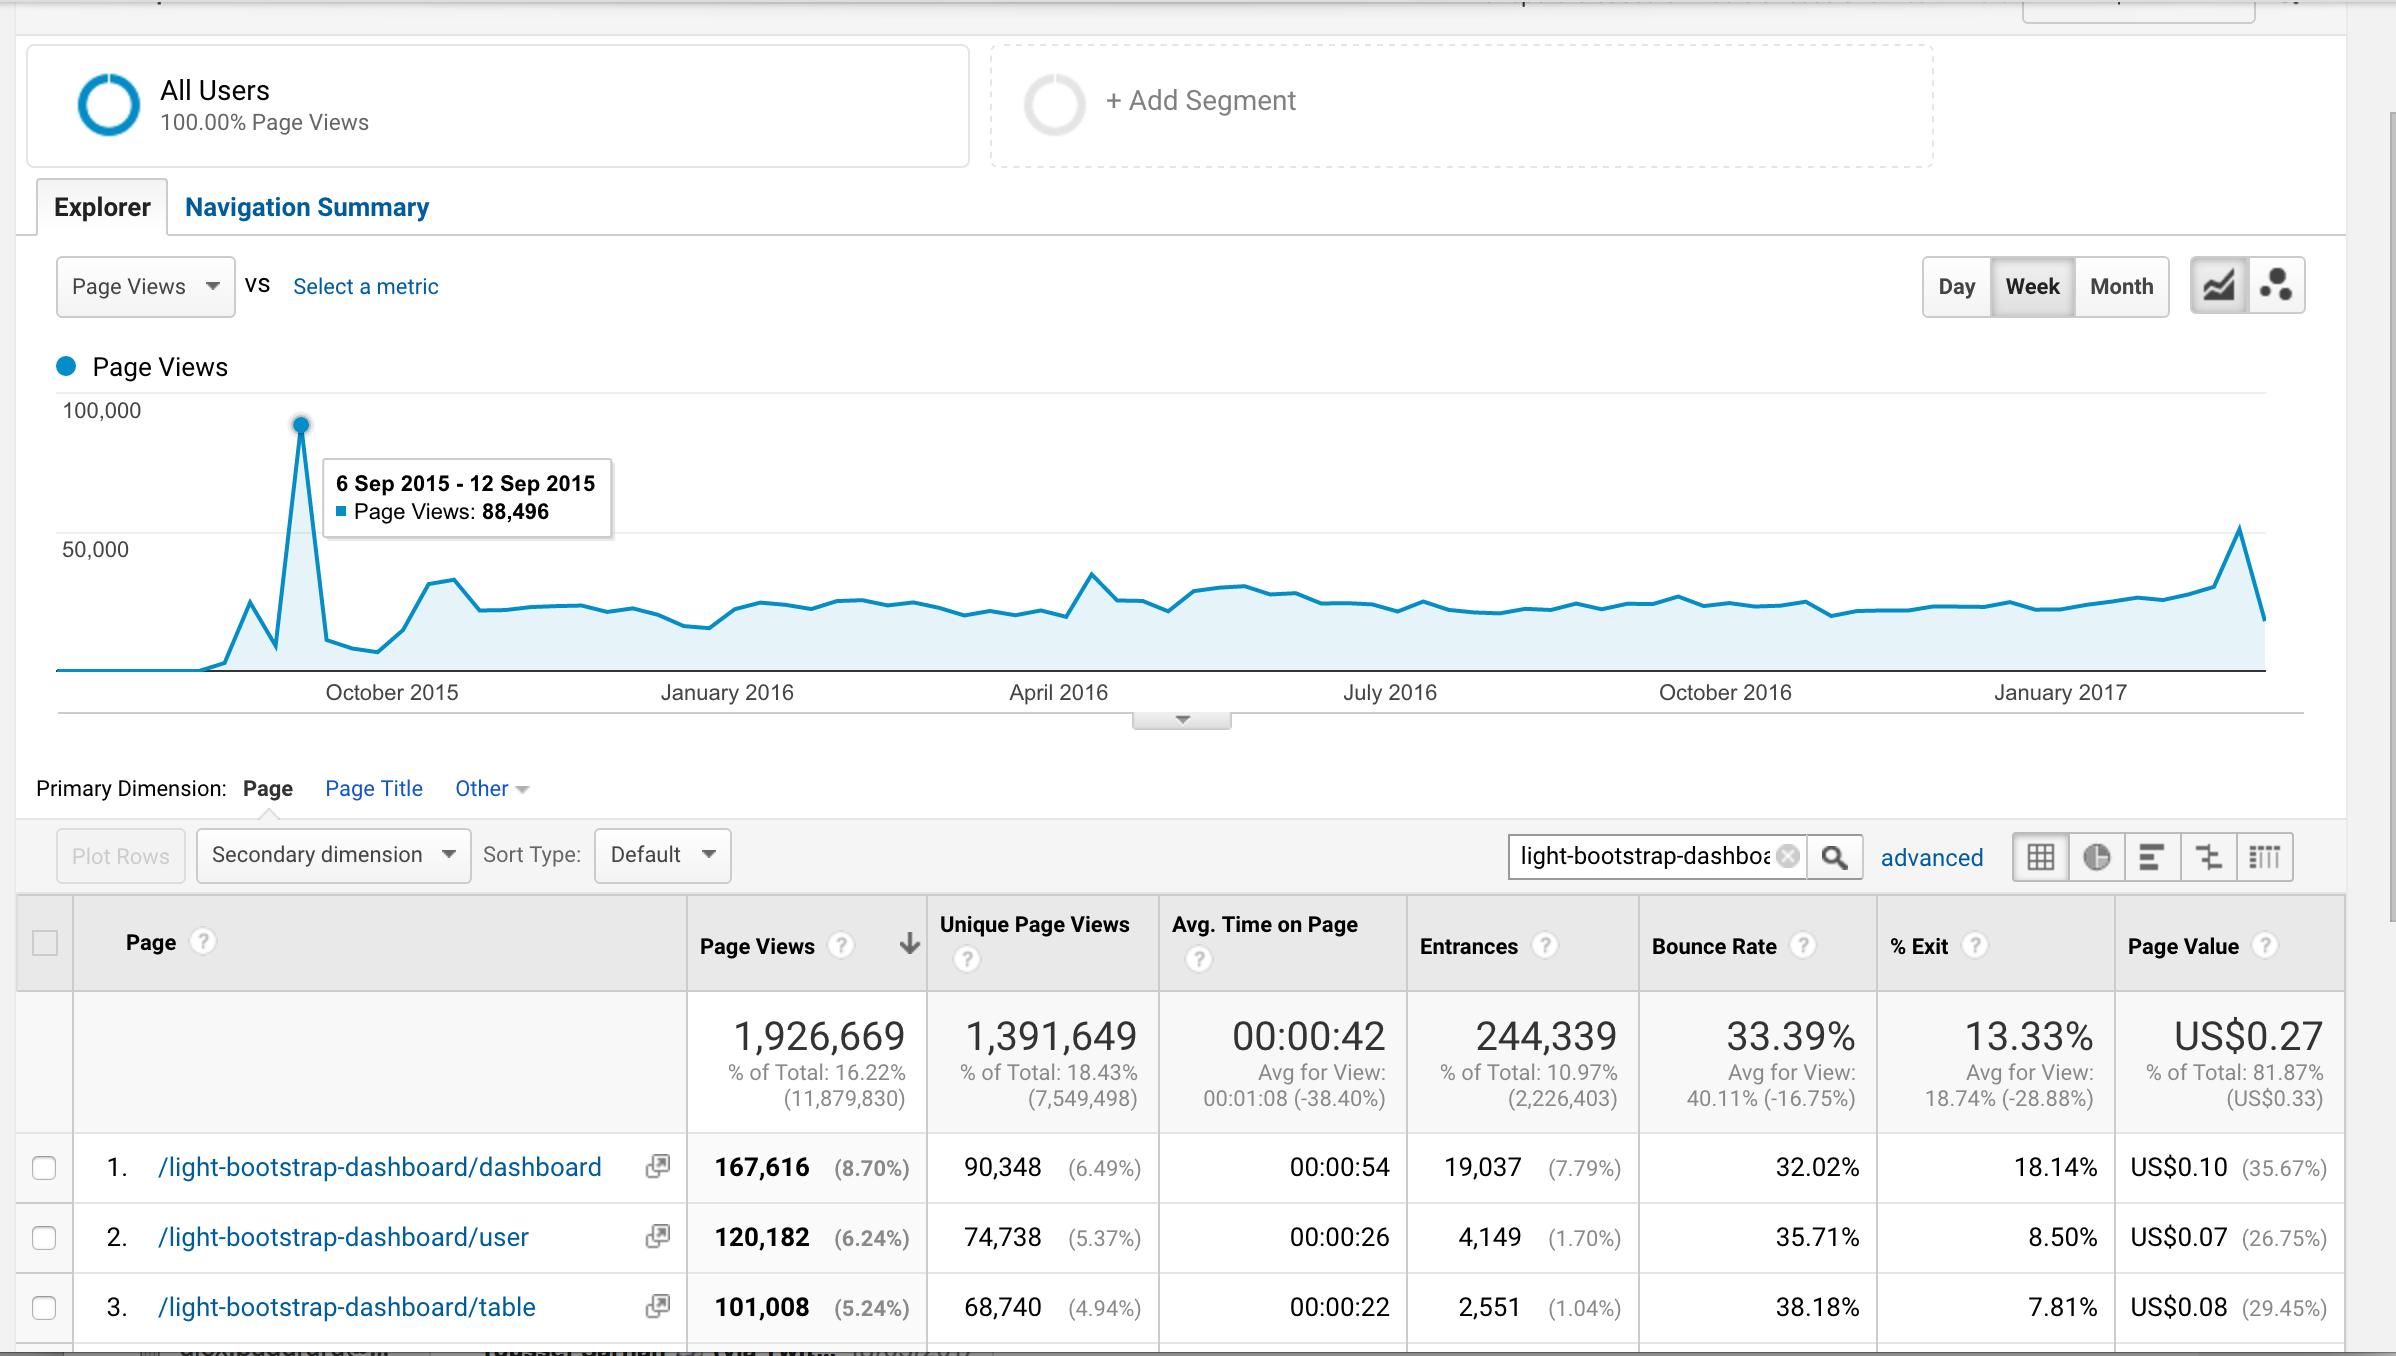 All Users
100.00% Page Views
+ Add Segment
Explorer Navigation Summary
Page Views VS Select a metric
Day Week Month
Page Views
100,000
50,000
6 Sep 2015 - 12 Sep 2015
Page Views: 88,496
October 2015 January 2016 April 2016 July 2016 October 2016 January 2017
Primary Dimension: Page Page Title Other
Plot Rows Secondary dimension Sort Type: Default light-bootstrap-dashboa advanced
Page ? Page Views ? Unique Page Views ? Avg. Time on Page ? Entrances ? Bounce Rate ? % Exit ? Page Value ?
1,926,669 1,391,649 00:00:42 244,339 33.39% 13.33% US$0.27
% of Total: 16.22% % of Total: 18.43% Avg for View: % of Total: 10.97% Avg for View: Avg for View: % of Total: 81.87%
(11,879,830) (7,549,498) 00:01:08 (-38.40%) (2,226,403) 40.11% (-16.75%) 18.74% (-28.88%) (US$0.33)
1. /light-bootstrap-dashboard/dashboard 167,616 (8.70%) 90,348 (6.49%) 00:00:54 19,037 (7.79%) 32.02% 18.14% US$0.10 (35.67%)
2. /light-bootstrap-dashboard/user 120,182 (6.24%) 74,738 (5.37%) 00:00:26 4,149 (1.70%) 35.71% 8.50% US$0.07 (26.75%)
3. /light-bootstrap-dashboard/table 101,008 (5.24%) 68,740 (4.94%) 00:00:22 2,551 (1.04%) 38.18% 7.81% US$0.08 (29.45%)